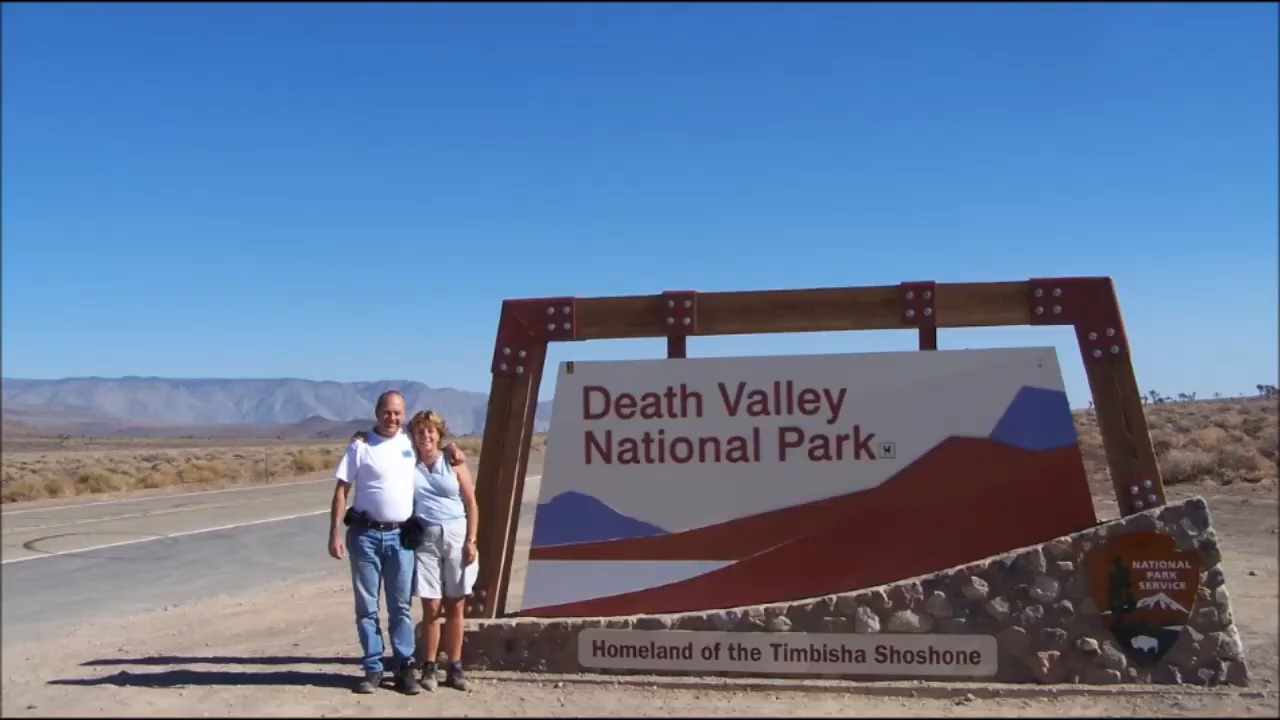 Death Valley
National Park
NATIONAL
PARK
SERVICE
Homeland of the Timbisha Shoshone